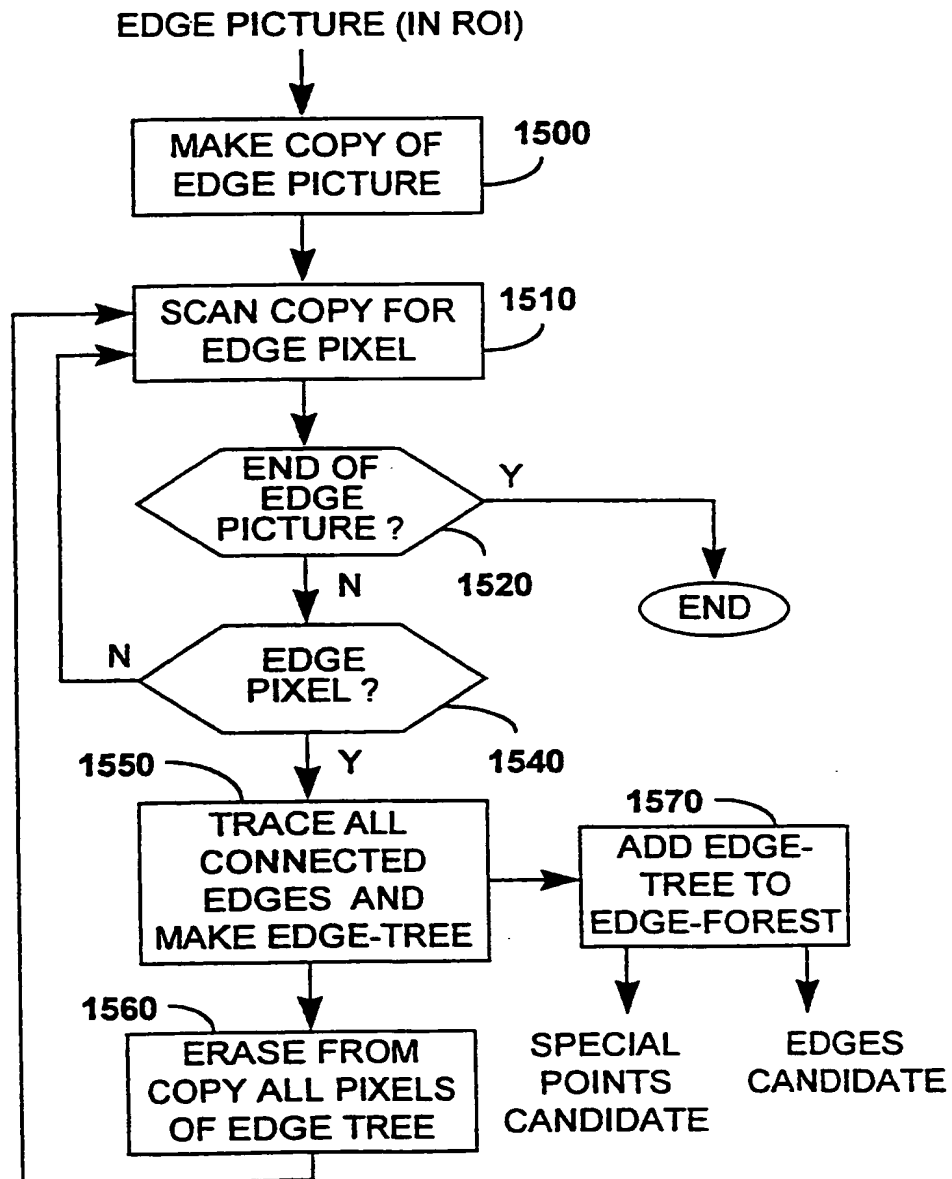 EDGE PICTURE (IN ROI)
MAKE COPY OF
EDGE PICTURE
1500
SCAN COPY FOR
EDGE PIXEL
1510
END OF
EDGE
PICTURE ?
Y
1520
N
END
EDGE
PIXEL ?
N
1540
Y
1550
TRACE ALL
CONNECTED
EDGES AND
MAKE EDGE-TREE
1570
ADD EDGE-
TREE TO
EDGE-FOREST
1560
ERASE FROM
COPY ALL PIXELS
OF EDGE TREE
SPECIAL
POINTS
CANDIDATE
EDGES
CANDIDATE